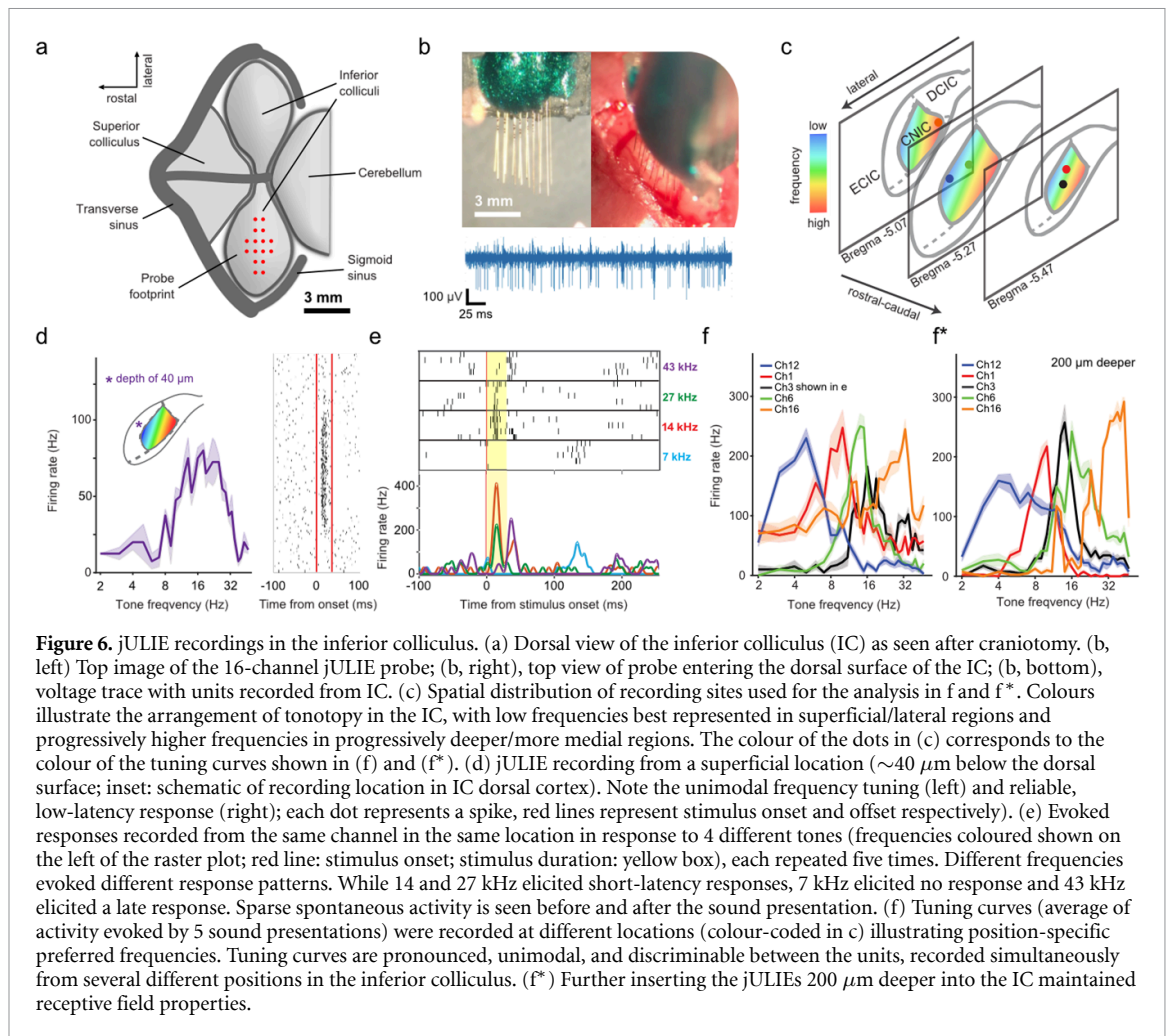 a
lateral
rostal
Superior
colliculus
Transverse
sinus
Probe
footprint
Inferior
colliculi
Cerebellum
Sigmoid
sinus
3 mm
b
3 mm
100 µV
25 ms
c
lateral
low
frequency
high
DCIC
CNIC
ECIC
Bregma -5.07
Bregma -5.27
Bregma -5.47
rostral-caudal
d
* depth of 40 µm
*
Firing rate (Hz)
100
50
0
2 4 8 16 32
Tone freqvency (Hz)
-100 0 100
Time from onset (ms)
e
43 kHz
27 kHz
14 kHz
7 kHz
Firing rate (Hz)
400
200
0
-100 0 100 200
Time from stimulus onset (ms)
f
Ch12
Ch1
Ch3 shown in e
Ch6
Ch16
Firing rate (Hz)
300
200
100
0
2 4 8 16 32
Tone freqvency (Hz)
f*
200 µm deeper
Ch12
Ch1
Ch3
Ch6
Ch16
Firing rate (Hz)
300
200
100
0
2 4 8 16 32
Tone freqvency (Hz)
Figure 6. jULIE recordings in the inferior colliculus. (a) Dorsal view of the inferior colliculus (IC) as seen after craniotomy. (b,
left) Top image of the 16-channel jULIE probe; (b, right), top view of probe entering the dorsal surface of the IC; (b, bottom),
voltage trace with units recorded from IC. (c) Spatial distribution of recording sites used for the analysis in f and f*. Colours
illustrate the arrangement of tonotopy in the IC, with low frequencies best represented in superficial/lateral regions and
progressively higher frequencies in progressively deeper/more medial regions. The colour of the dots in (c) corresponds to the
colour of the tuning curves shown in (f) and (f*). (d) jULIE recording from a superficial location (∼40 µm below the dorsal
surface; inset: schematic of recording location in IC dorsal cortex). Note the unimodal frequency tuning (left) and reliable,
low-latency response (right); each dot represents a spike, red lines represent stimulus onset and offset respectively). (e) Evoked
responses recorded from the same channel in the same location in response to 4 different tones (frequencies coloured shown on
the left of the raster plot; red line: stimulus onset; stimulus duration: yellow box), each repeated five times. Different frequencies
evoked different response patterns. While 14 and 27 kHz elicited short-latency responses, 7 kHz elicited no response and 43 kHz
elicited a late response. Sparse spontaneous activity is seen before and after the sound presentation. (f) Tuning curves (average of
activity evoked by 5 sound presentations) were recorded at different locations (colour-coded in c) illustrating position-specific
preferred frequencies. Tuning curves are pronounced, unimodal, and discriminable between the units, recorded simultaneously
from several different positions in the inferior colliculus. (f*) Further inserting the jULIEs 200 µm deeper into the IC maintained
receptive field properties.